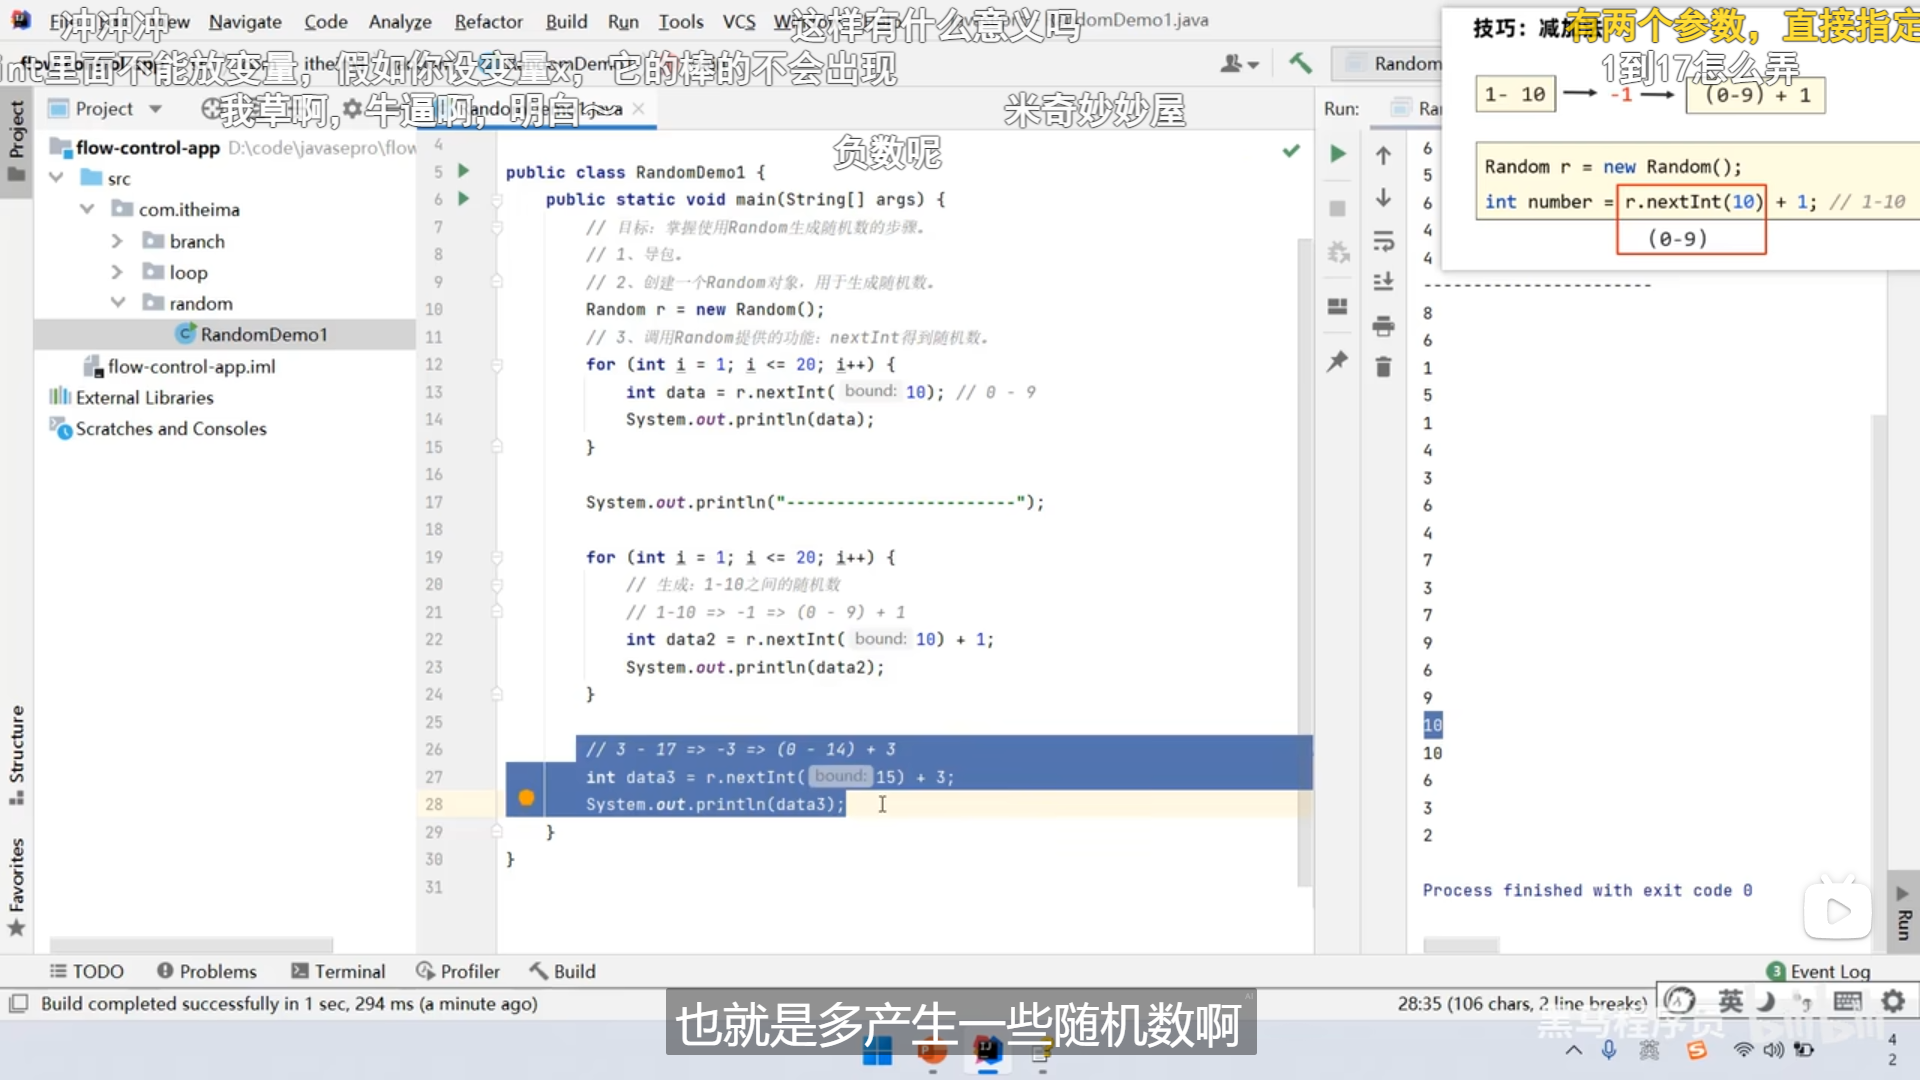 冲冲冲
这样有什么意义吗
有两个参数，直接指定
int里面不能放变量，假如你设变量x，它的棒的不会出现
1到17怎么弄
我草啊，牛逼啊，明白~
米奇妙妙屋
负数呢
Navigate Code Analyze Refactor Build Run Tools VCS
Random
Project
Run:
技巧：
1- 10 → -1 → (0-9) + 1
Random r = new Random();
int number = r.nextInt(10) + 1; // 1-10
(0-9)
Project
flow-control-app D:\code\javasepro\flow
src
com.itheima
branch
loop
random
RandomDemo1
flow-control-app.iml
External Libraries
Scratches and Consoles
Structure
Favorites
4
5 public class RandomDemo1 {
6 public static void main(String[] args) {
7 // 目标：掌握使用Random生成随机数的步骤。
8 // 1、导包。
9 // 2、创建一个Random对象，用于生成随机数。
10 Random r = new Random();
11 // 3、调用Random提供的功能：nextInt得到随机数。
12 for (int i = 1; i <= 20; i++) {
13 int data = r.nextInt( bound: 10); // 0 - 9
14 System.out.println(data);
15 }
16
17 System.out.println("-----------------------");
18
19 for (int i = 1; i <= 20; i++) {
20 // 生成：1-10之间的随机数
21 // 1-10 => -1 => (0 - 9) + 1
22 int data2 = r.nextInt( bound: 10) + 1;
23 System.out.println(data2);
24 }
25
26 // 3 - 17 => -3 => (0 - 14) + 3
27 int data3 = r.nextInt( bound: 15) + 3;
28 System.out.println(data3);
29 }
30 }
31
6
5
6
4
4
-----------------------
8
6
1
5
1
4
3
6
4
7
3
7
9
6
9
10
10
6
3
2
Process finished with exit code 0
Run
TODO Problems Terminal Profiler Build
3 Event Log
Build completed successfully in 1 sec, 294 ms (a minute ago)
28:35 (106 chars, 2 line breaks)
英
也就是多产生一些随机数啊
黑马程序员 bilibili
英
4
2